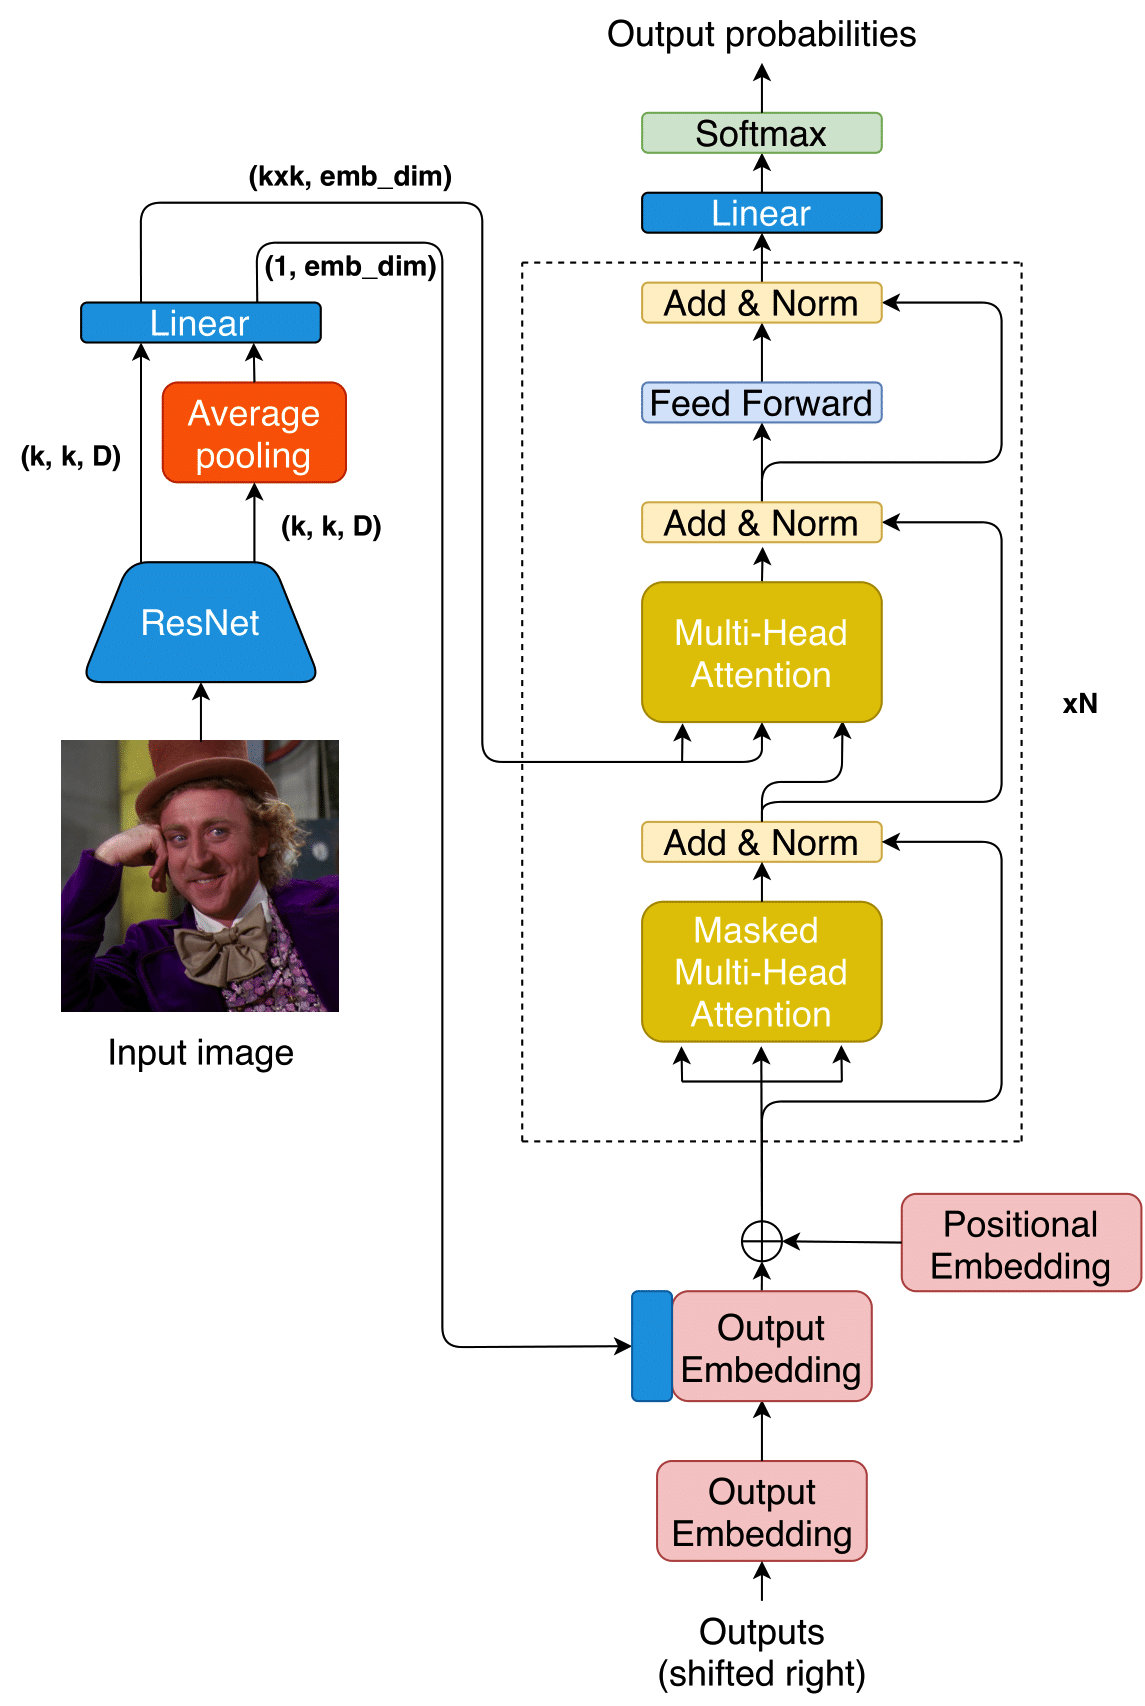 Output probabilities
Softmax
Linear
(kxk, emb_dim)
(1, emb_dim)
Linear
Average
pooling
(k, k, D)
(k, k, D)
ResNet
Input image
Add & Norm
Feed Forward
Add & Norm
Multi-Head
Attention
xN
Add & Norm
Masked
Multi-Head
Attention
Positional
Embedding
Output
Embedding
Output
Embedding
Outputs
(shifted right)